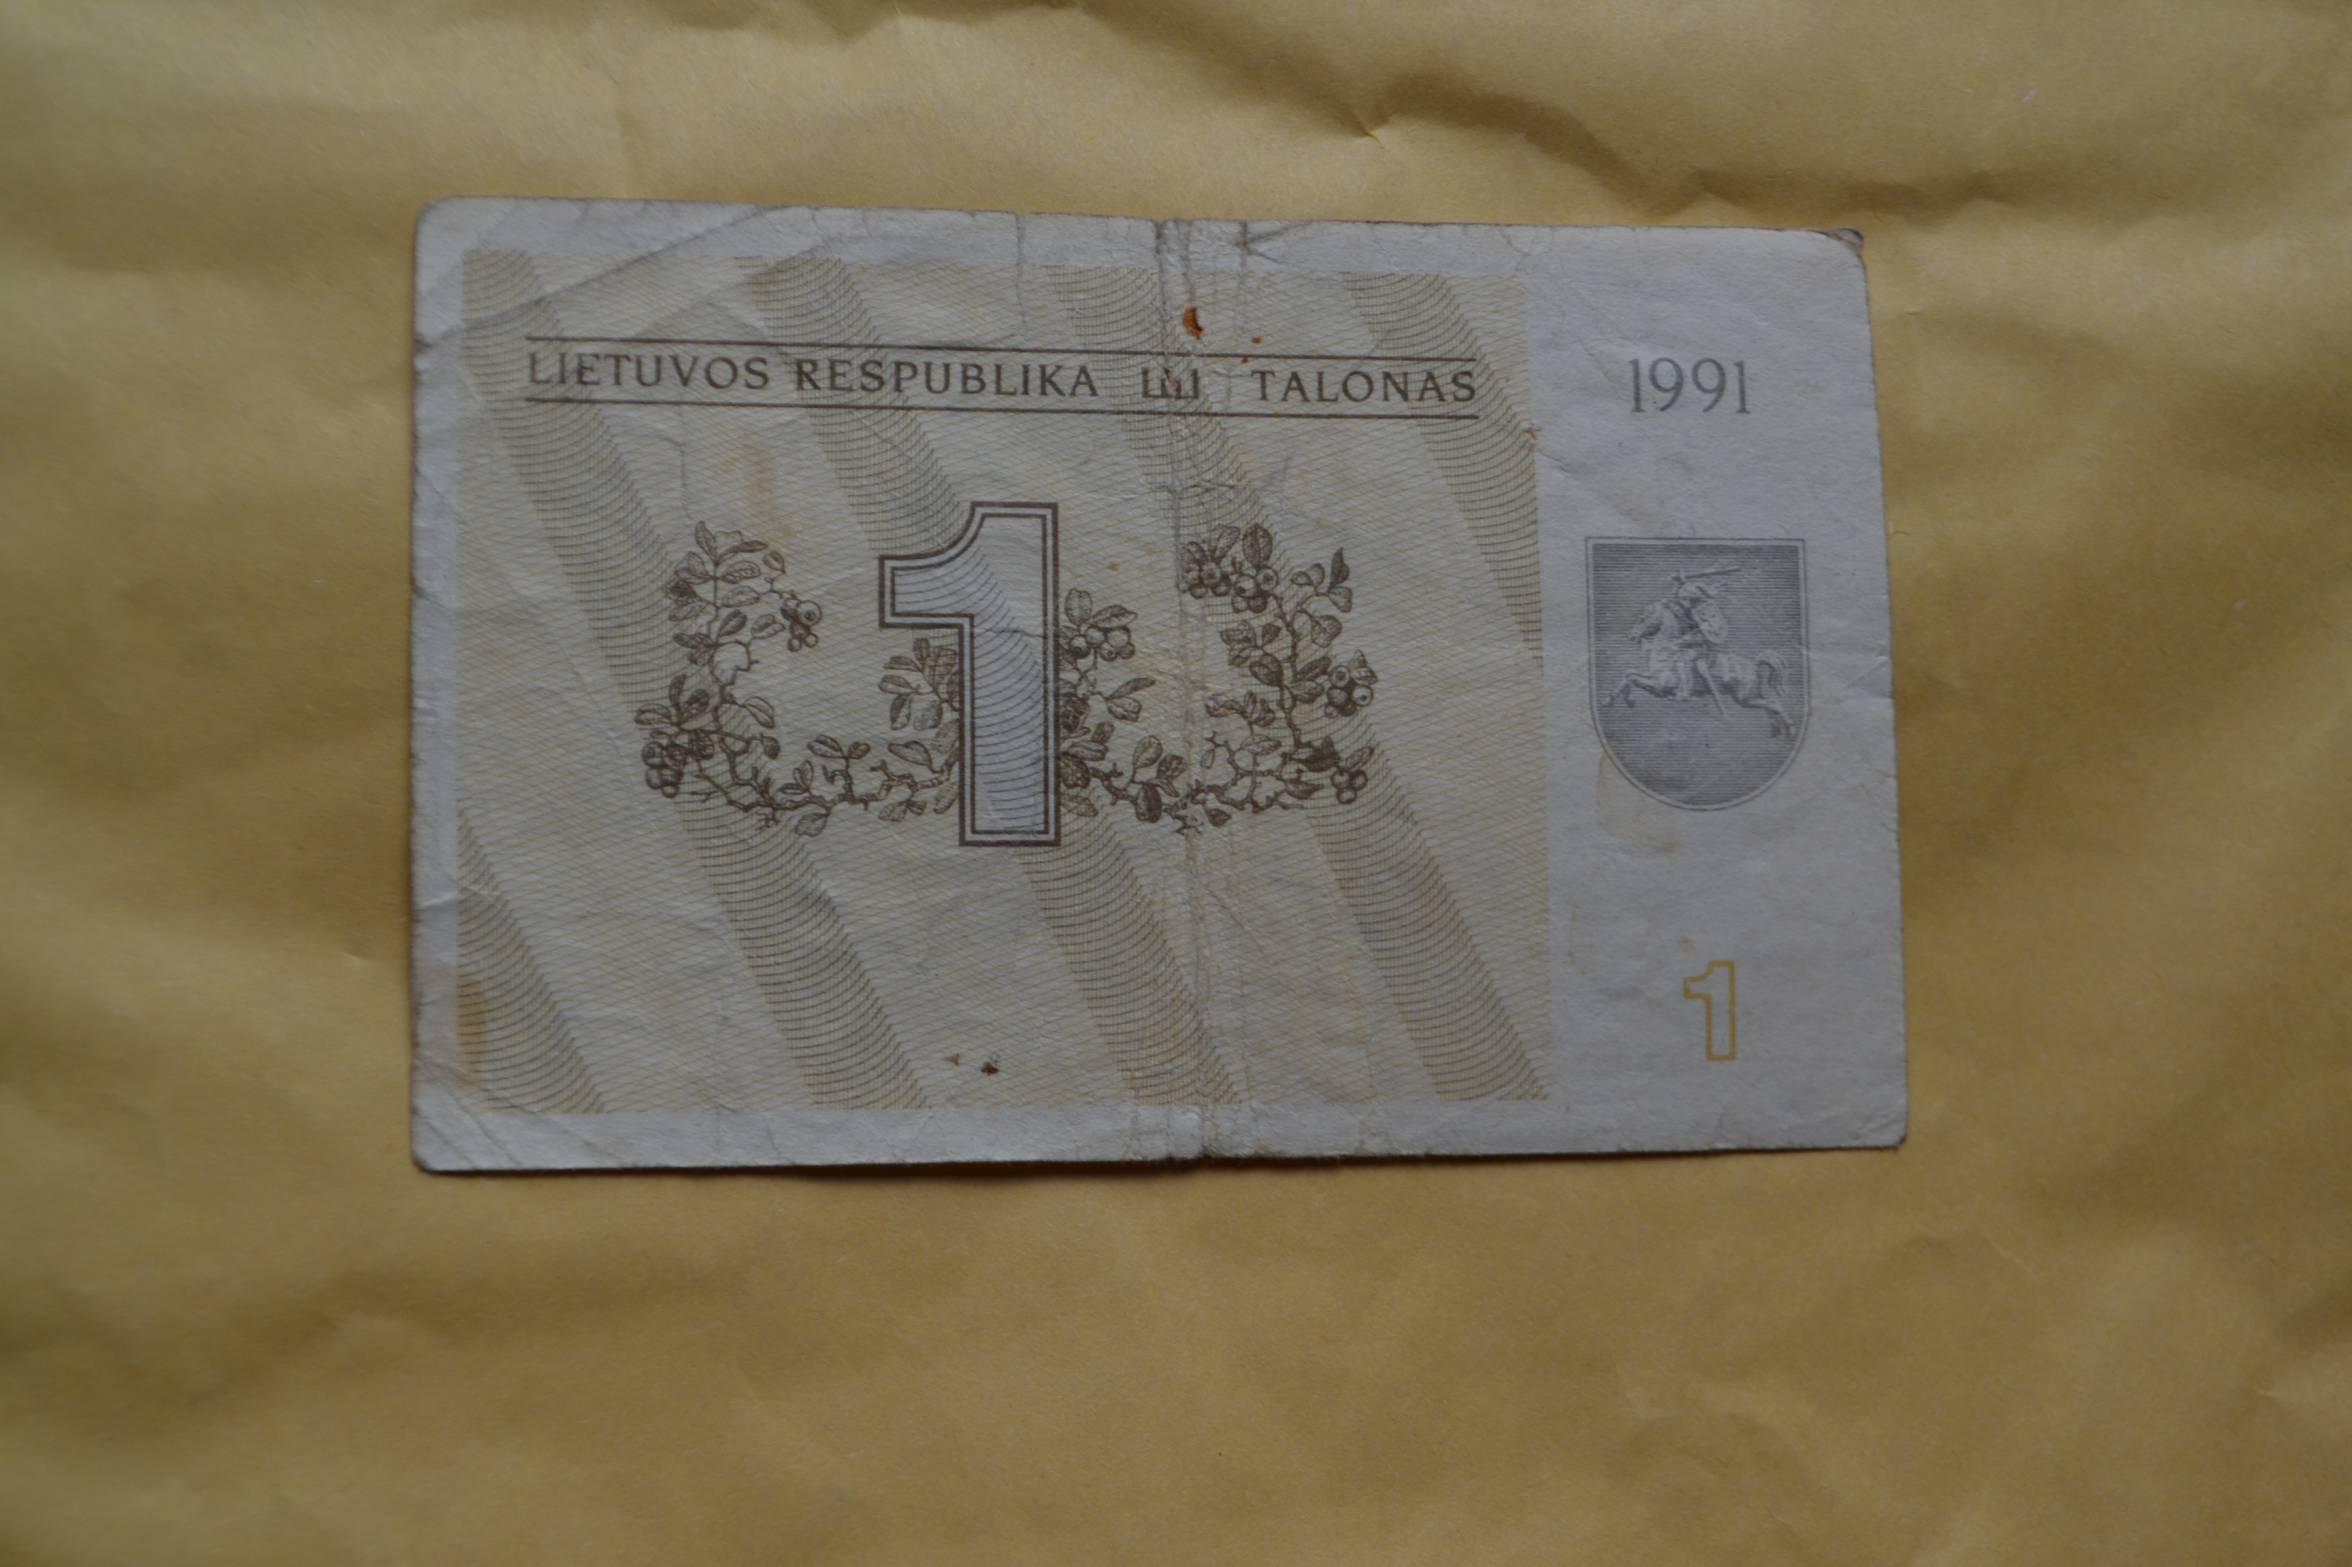 LIETUVOS RESPUBLIKA TALONAS
1991
1
1